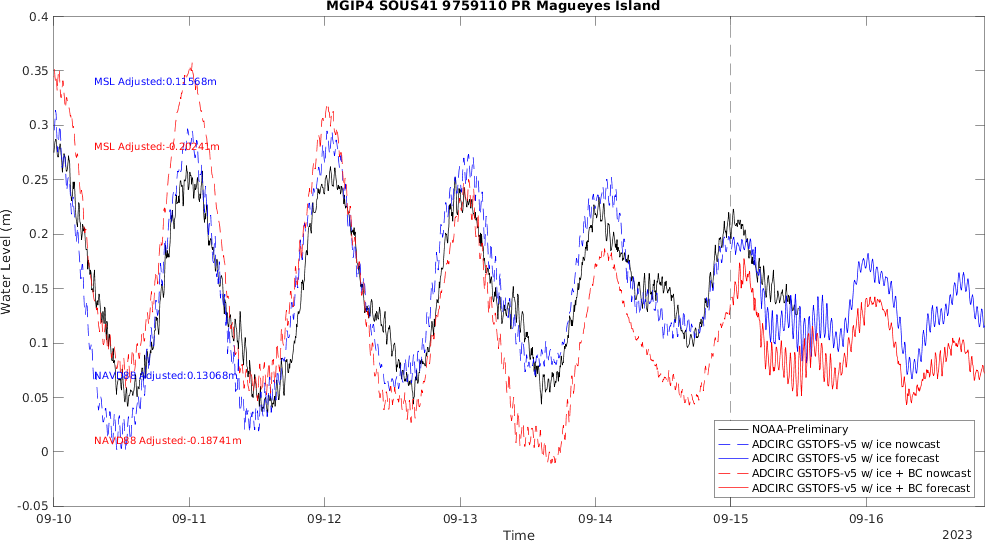 MGIP4 SOUS41 9759110 PR Magueyes Island
0.4
0.35
0.3
0.25
0.2
0.15
0.1
0.05
0
-0.05
Water Level (m)
MSL Adjusted:0.11568m
MSL Adjusted:-0.20241m
NAVD88 Adjusted:0.13068m
NAVD88 Adjusted:-0.18741m
NOAA-Preliminary
ADCIRC GSTOFS-v5 w/ ice nowcast
ADCIRC GSTOFS-v5 w/ ice forecast
ADCIRC GSTOFS-v5 w/ ice + BC nowcast
ADCIRC GSTOFS-v5 w/ ice + BC forecast
09-10 09-11 09-12 09-13 09-14 09-15 09-16
Time
2023